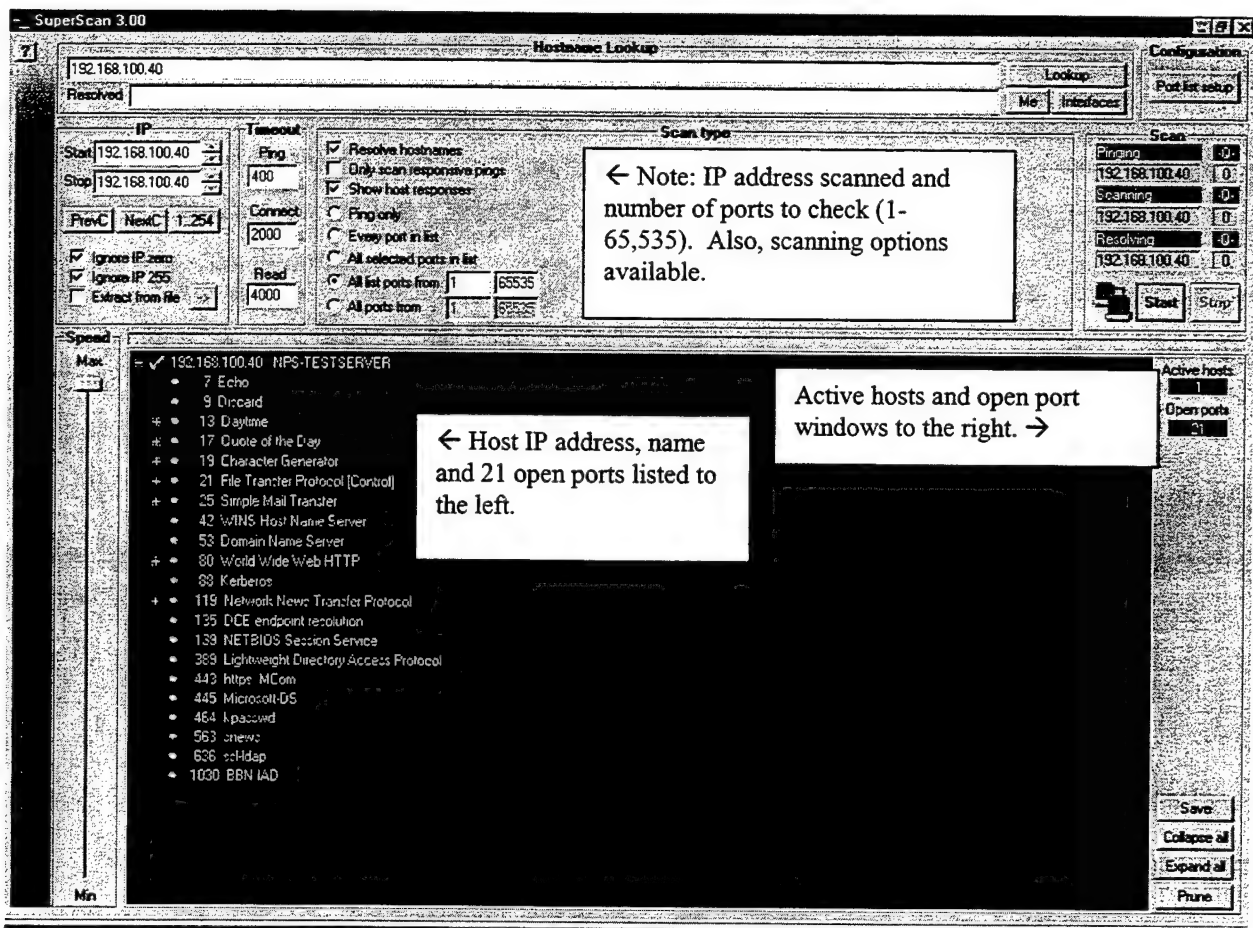 SuperScan 3.00
Hostname Lookup
Configuration
192.168.100.40
Lookup
Port list setup
Resolved
Me
Interfaces
IP
Timeout
Scan type
Scan
Start 192.168.100.40
Stop 192.168.100.40
PrevC
NextC
1..254
Ignore IP zero
Ignore IP 255
Extract from file
->
Ping
400
Connect
2000
Read
4000
Resolve hostnames
Only scan responsive pings
Show host responses
Ping only
Every port in list
All selected ports in list
All list ports from 1 65535
All ports from 1 65535
← Note: IP address scanned and
number of ports to check (1-
65,535). Also, scanning options
available.
Pinging
192.168.100.40 0
Scanning
192.168.100.40 0
Resolving
192.168.100.40 0
Start
Stop
Speed
Max
Min
192.168.100.40 NPS-TESTSERVER
7 Echo
9 Discard
13 Daytime
17 Quote of the Day
19 Character Generator
21 File Transfer Protocol [Control]
25 Simple Mail Transfer
42 WINS Host Name Server
53 Domain Name Server
80 World Wide Web HTTP
88 Kerberos
119 Network News Transfer Protocol
135 DCE endpoint resolution
139 NETBIOS Session Service
389 Lightweight Directory Access Protocol
443 https MCom
445 Microsoft-DS
464 kpasswd
563 snews
636 ssl-ldap
1030 BBN IAD
← Host IP address, name
and 21 open ports listed to
the left.
Active hosts and open port
windows to the right. →
Active hosts
1
Open ports
21
Save
Collapse all
Expand all
Prune